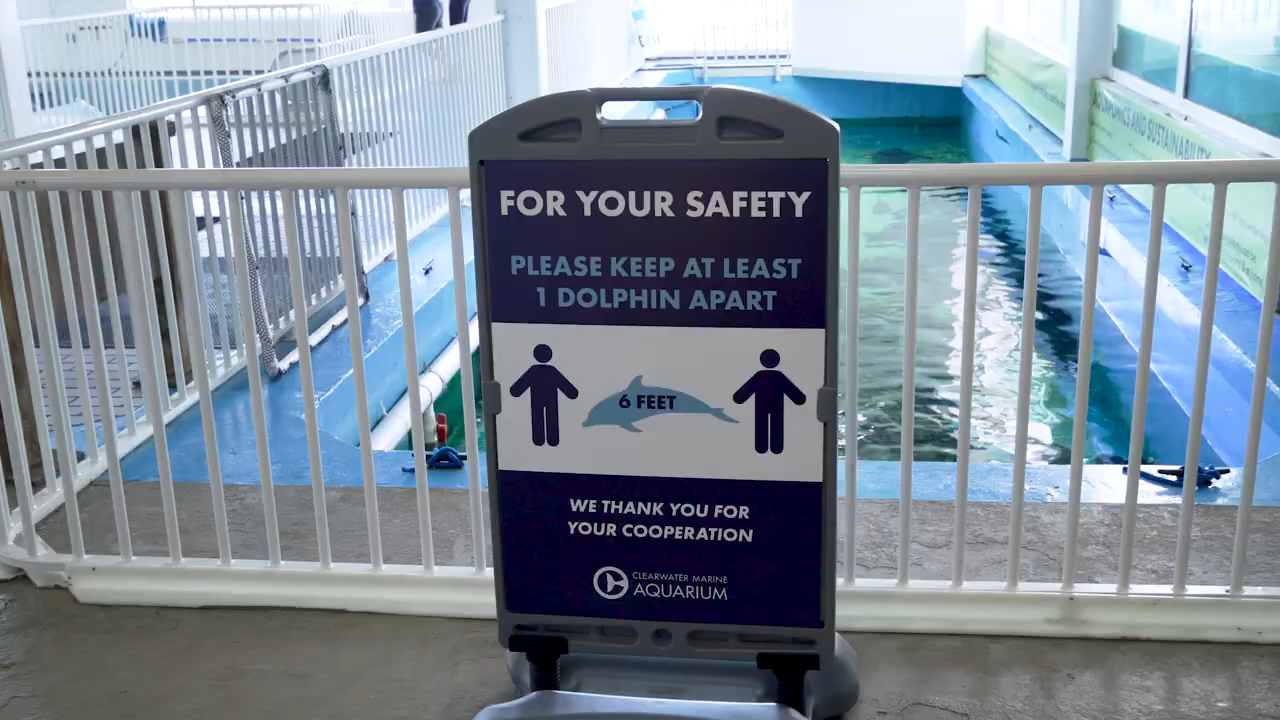 FOR YOUR SAFETY
PLEASE KEEP AT LEAST
1 DOLPHIN APART
6 FEET
WE THANK YOU FOR
YOUR COOPERATION
CLEARWATER MARINE
AQUARIUM
AND SUSTAINABILITY